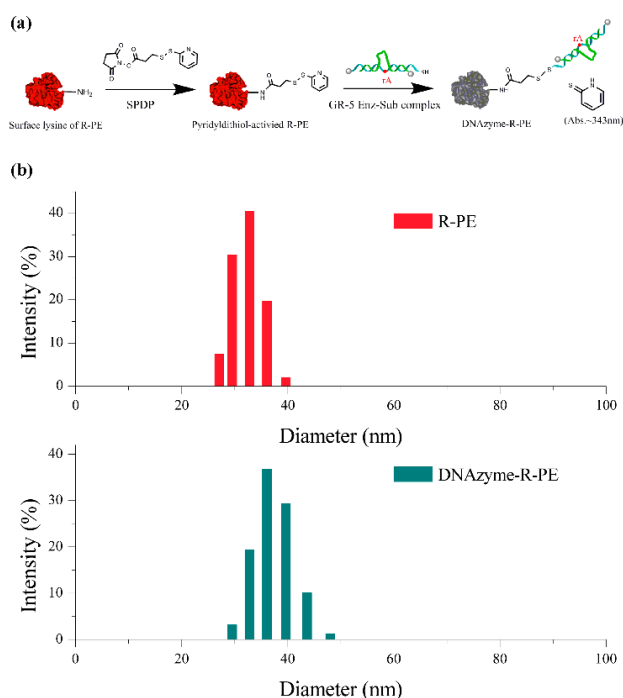 (a)
O
N-C
O
O
S
S
N
rA
NH₂
SPDP
N
H
O
S
S
N
rA
SH
GR-5 Enz-Sub complex
NH
O
S
S
S
H
N
Surface lysine of R-PE
Pyridyldithiol-activied R-PE
DNAzyme-R-PE
(Abs.~343nm)
(b)
R-PE
Intensity (%)
40
30
20
10
0
0 20 40 60 80 100
Diameter (nm)
DNAzyme-R-PE
Intensity (%)
40
30
20
10
0
0 20 40 60 80 100
Diameter (nm)